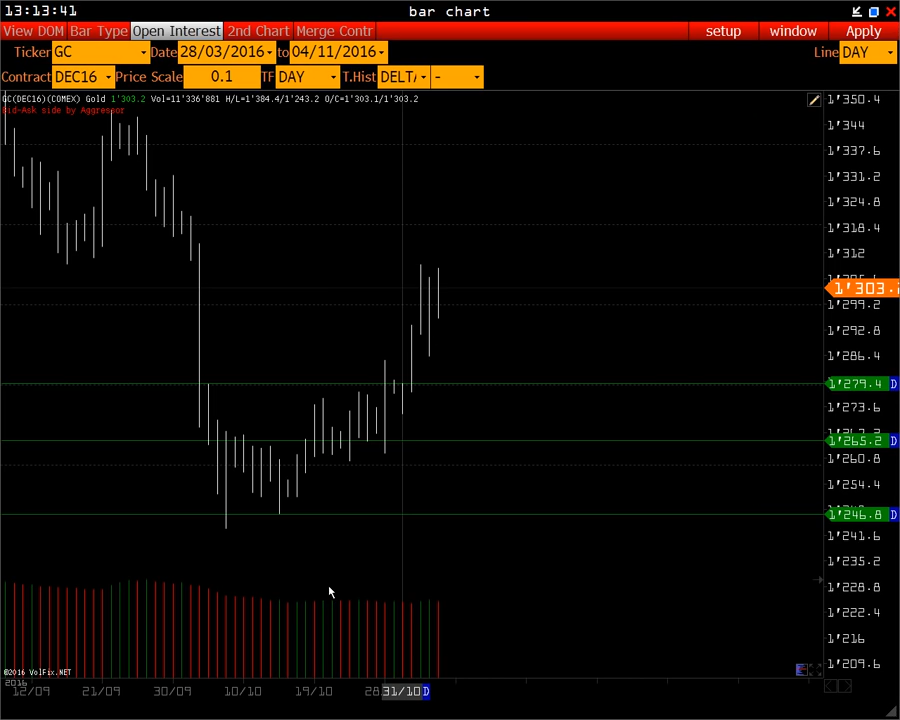 13:13:41 bar chart
View DOM Bar Type Open Interest 2nd Chart Merge Contr setup window Apply
Ticker GC Date 28/03/2016 to 04/11/2016 Line DAY
Contract DEC16 Price Scale 0.1 TF DAY T.Hist DELT -
GC(DEC16)(COMEX) Gold 1'303.2 Vol=11'336'881 H/L=1'384.4/1'243.2 O/C=1'303.1/1'303.2
Bid-Ask side by Aggressor
1'350.4
1'344
1'337.6
1'331.2
1'324.8
1'318.4
1'312
1'303.
1'299.2
1'292.8
1'286.4
1'279.4 D
1'273.6
1'265.2 D
1'260.8
1'254.4
1'246.8 D
1'241.6
1'235.2
1'228.8
1'222.4
1'216
1'209.6
©2016 VolFix.NET
2016
12/09 21/09 30/09 10/10 19/10 28 31/10 D